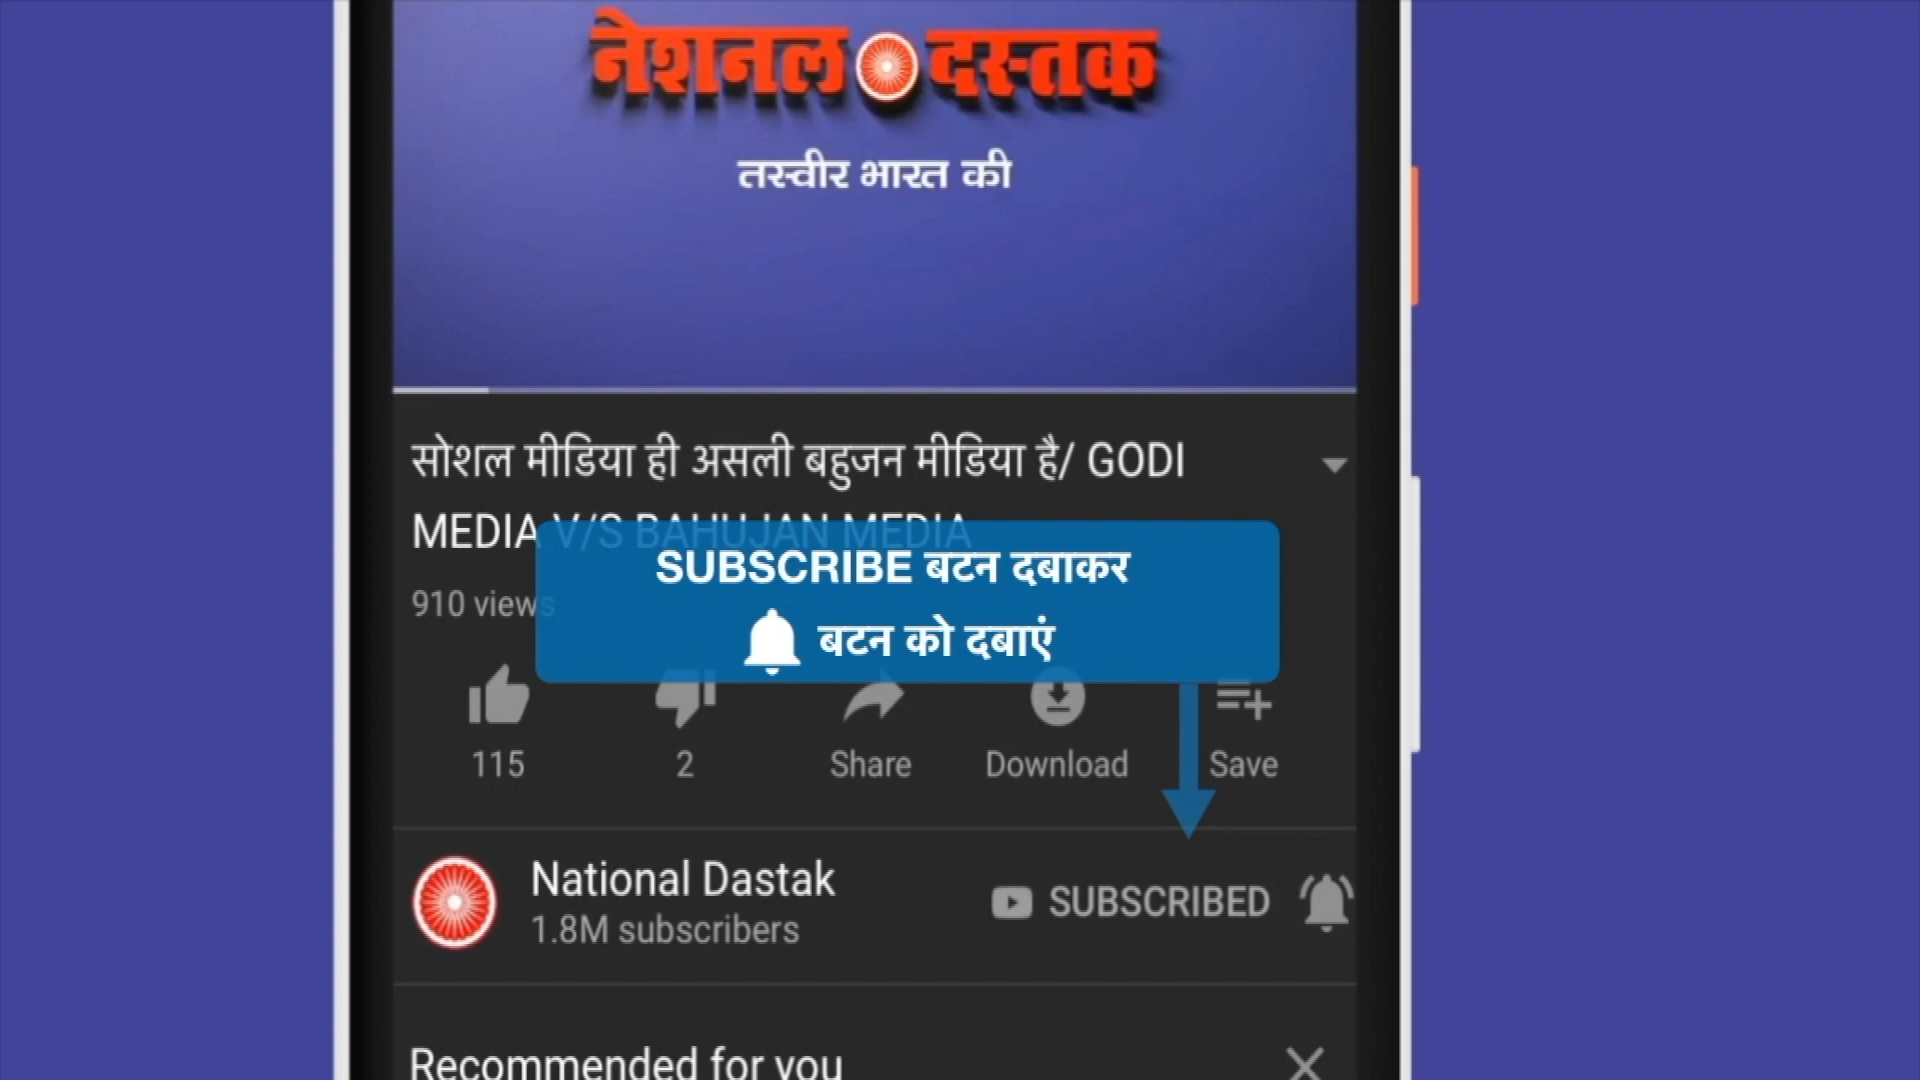 नेशनल दस्तक
तस्वीर भारत की
सोशल मीडिया ही असली बहुजन मीडिया है/ GODI
MEDIA V/S BAHUJAN MEDIA
SUBSCRIBE बटन दबाकर
बटन को दबाएं
910 views
115
2
Share
Download
Save
National Dastak
1.8M subscribers
SUBSCRIBED
Recommended for you